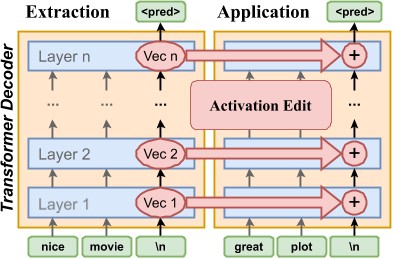 Extraction Application
<pred> <pred>
Layer n Vec n +
... ... ... ... ...
Activation Edit
Layer 2 Vec 2 +
Layer 1 Vec 1 +
nice movie \n great plot \n
Transformer Decoder